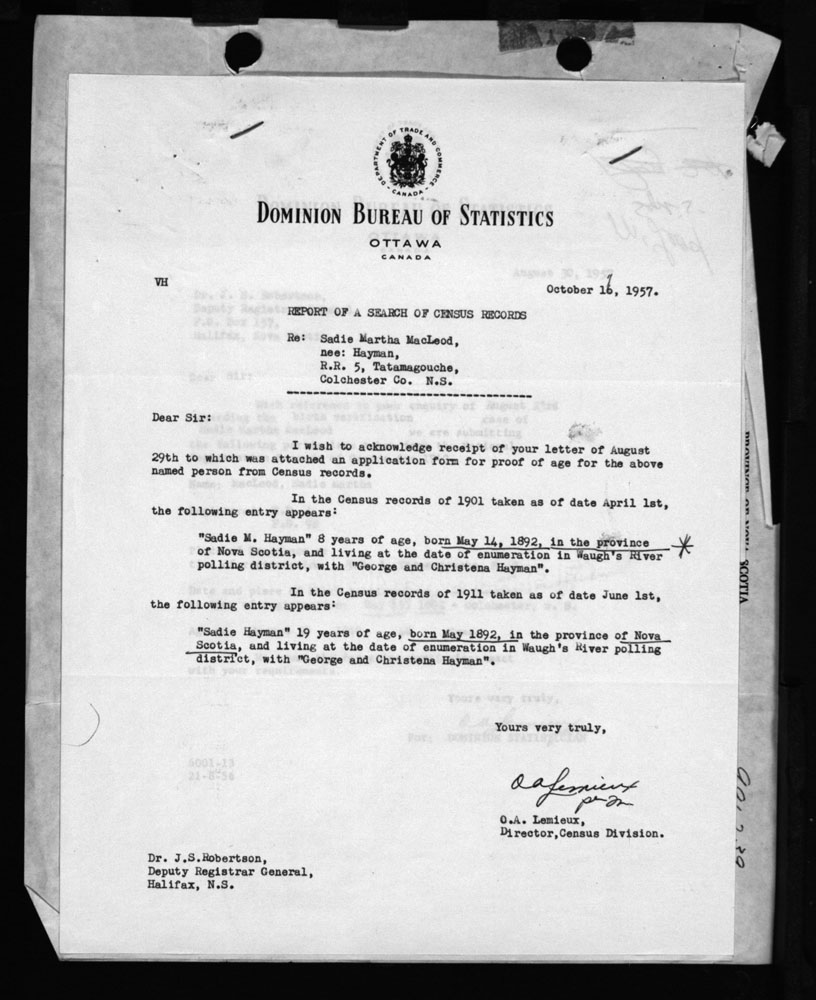 DEPARTMENT OF TRADE AND COMMERCE
CANADA
DOMINION BUREAU OF STATISTICS
OTTAWA
CANADA
VH
October 16, 1957.
REPORT OF A SEARCH OF CENSUS RECORDS
Re: Sadie Martha MacLeod,
nee: Hayman,
R.R. 5, Tatamagouche,
Colchester Co. N.S.
Dear Sir:
I wish to acknowledge receipt of your letter of August
29th to which was attached an application form for proof of age for the above
named person from Census records.
In the Census records of 1901 taken as of date April 1st,
the following entry appears:
"Sadie M. Hayman" 8 years of age, born May 14, 1892, in the province
of Nova Scotia, and living at the date of enumeration in Waugh's River
polling district, with "George and Christena Hayman".
In the Census records of 1911 taken as of date June 1st,
the following entry appears:
"Sadie Hayman" 19 years of age, born May 1892, in the province of Nova
Scotia, and living at the date of enumeration in Waugh's River polling
district, with "George and Christena Hayman".
Yours very truly,
O A Lemieux
O.A. Lemieux,
Director,Census Division.
Dr. J.S.Robertson,
Deputy Registrar General,
Halifax, N.S.